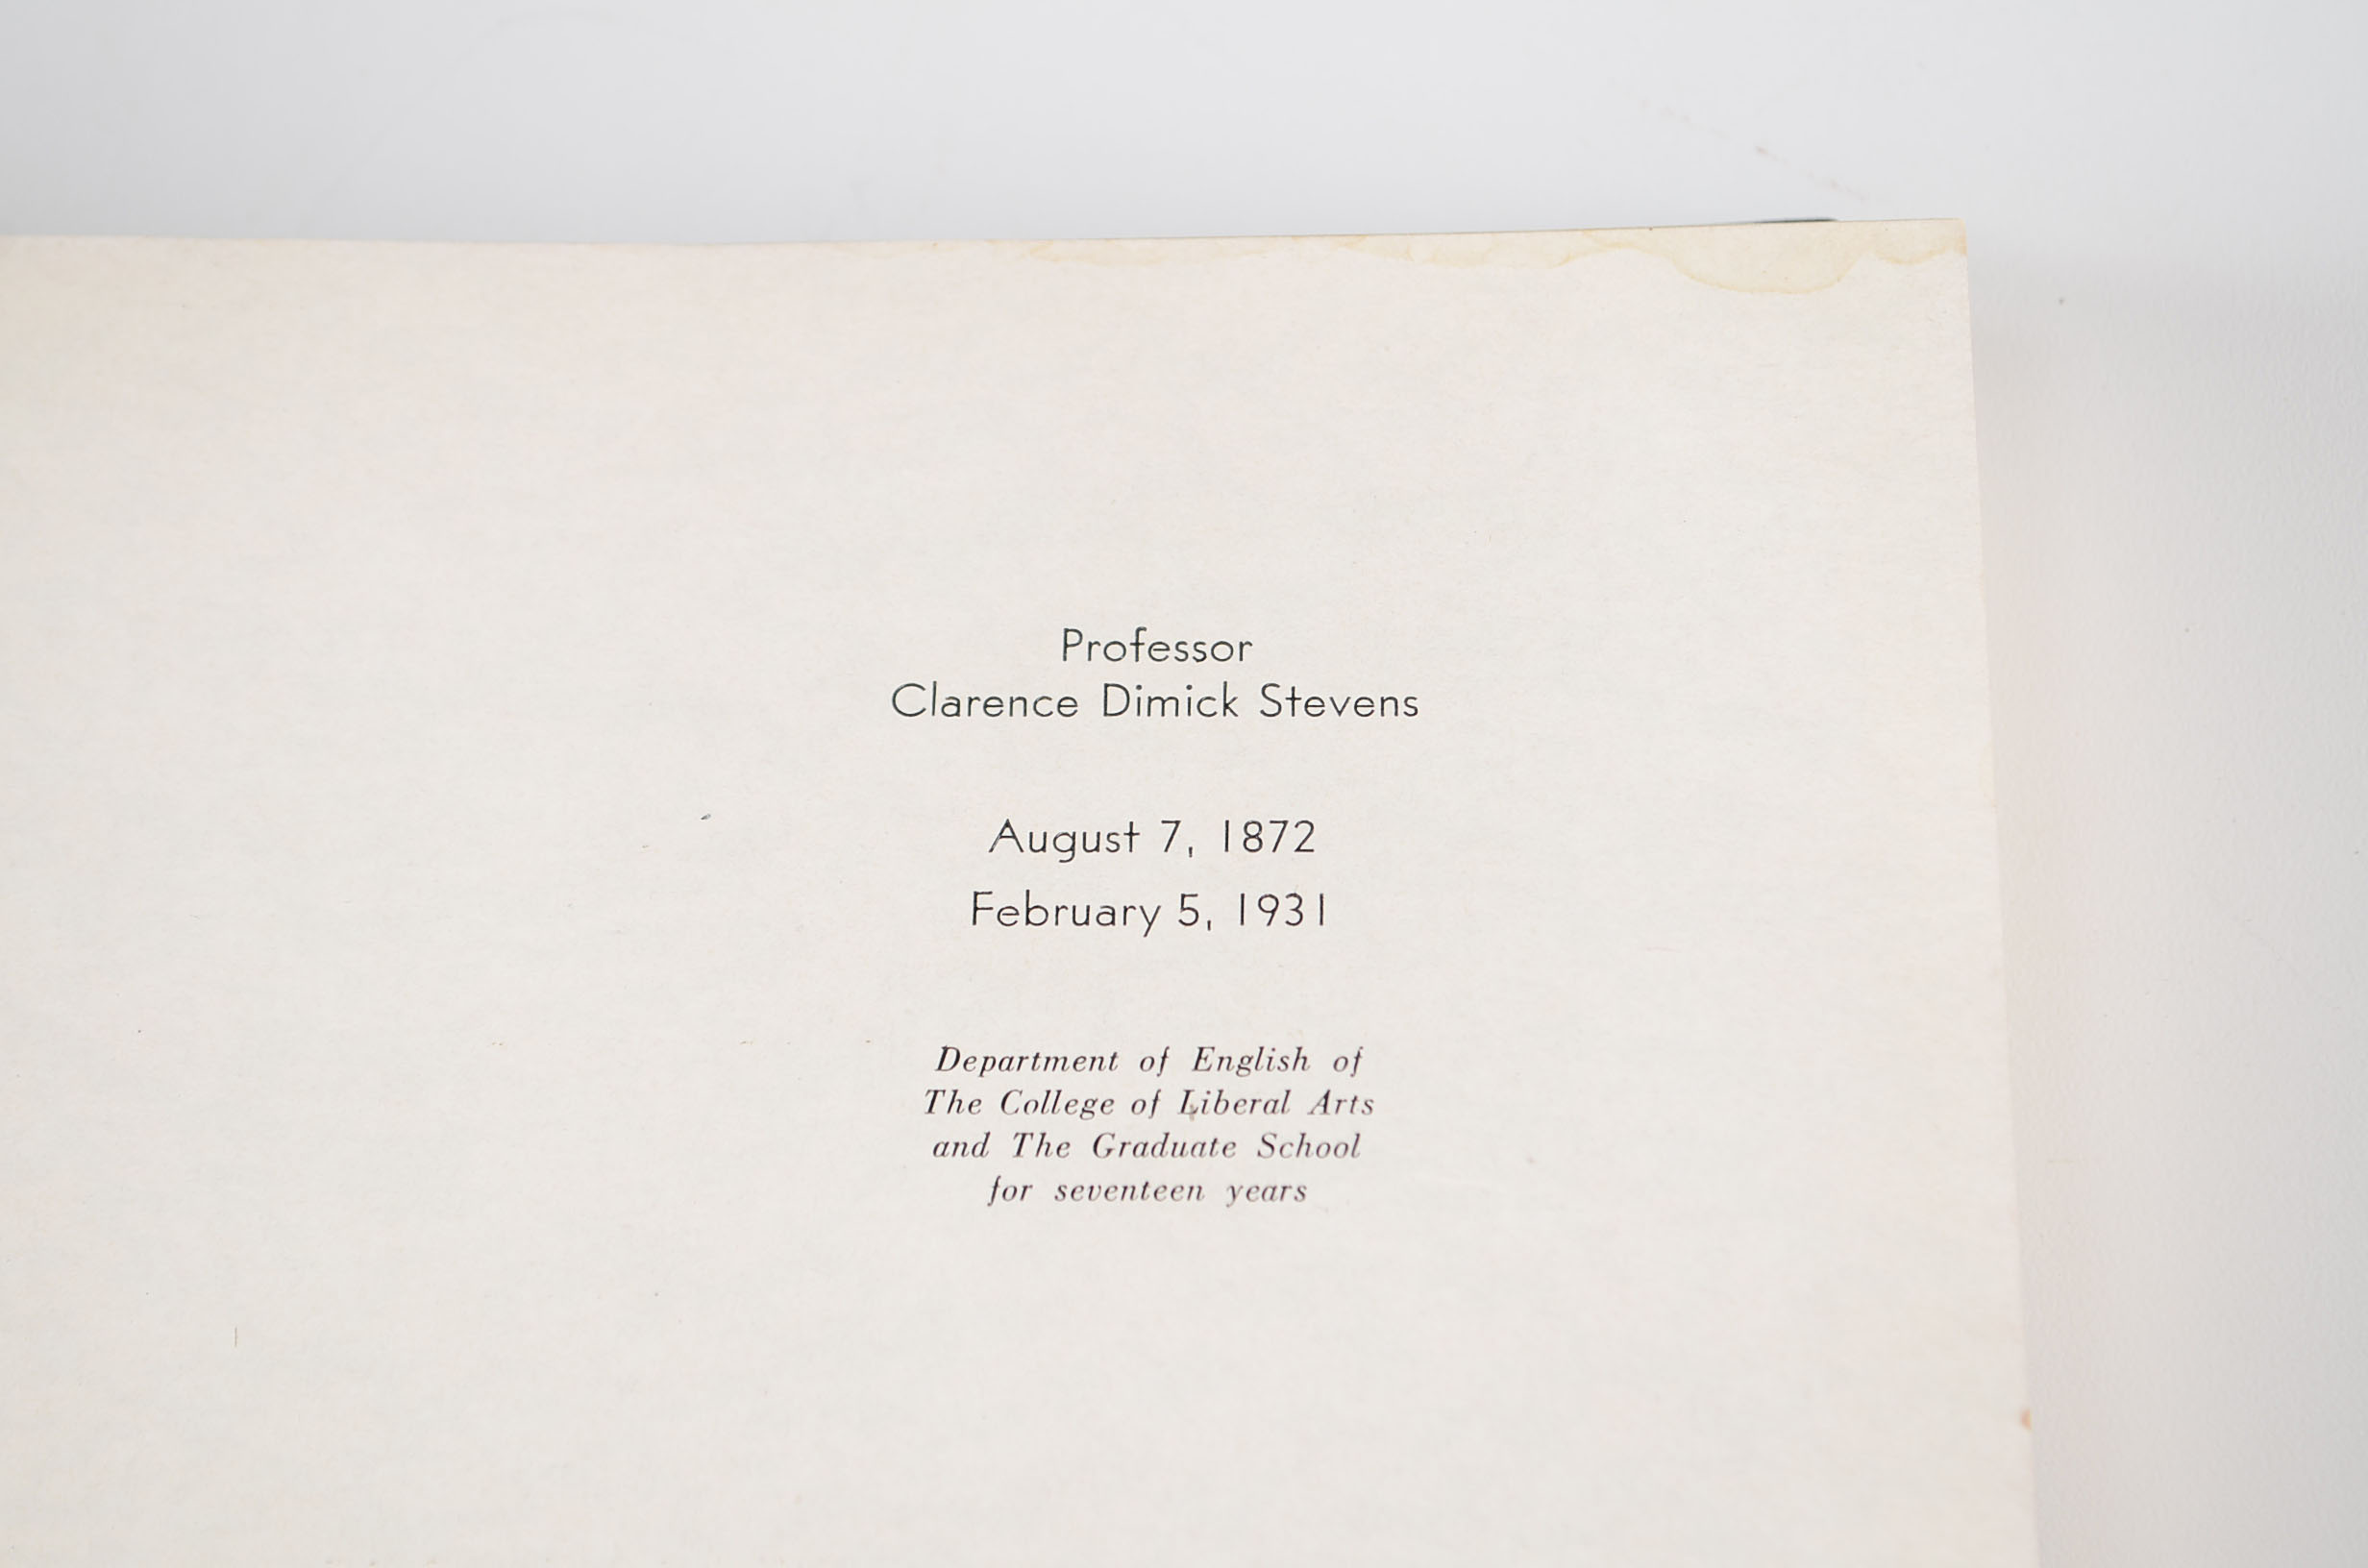 Professor
Clarence Dimick Stevens
August 7, 1872
February 5, 1931
Department of English of
The College of Liberal Arts
and The Graduate School
for seventeen years